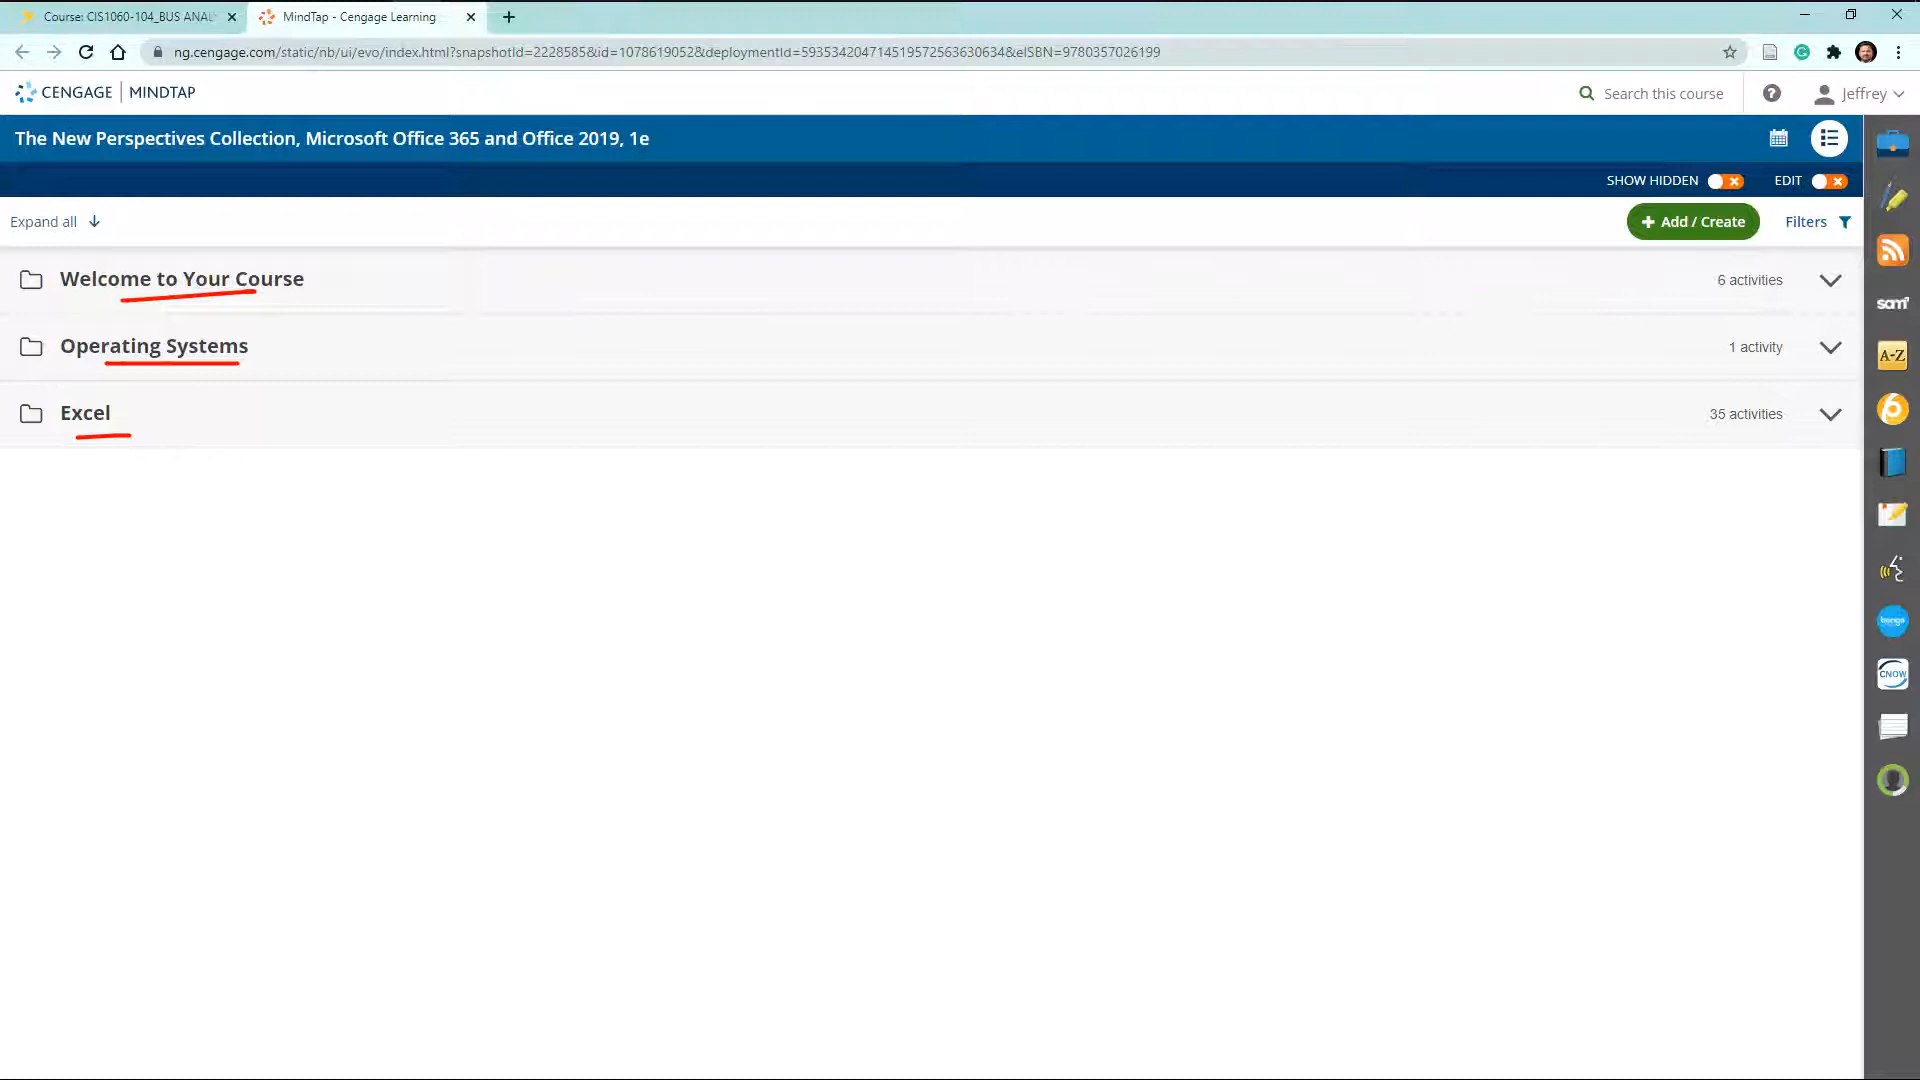 Course: CIS1060-104_BUS ANAL
MindTap - Cengage Learning
ng.cengage.com/static/nb/ui/evo/index.html?snapshotId=2228585&id=1078619052&deploymentId=5935342047145195725636306​34&eISBN=9780357026199
CENGAGE | MINDTAP
Search this course
Jeffrey
The New Perspectives Collection, Microsoft Office 365 and Office 2019, 1e
SHOW HIDDEN
EDIT
Expand all
+ Add / Create
Filters
Welcome to Your Course
6 activities
Operating Systems
1 activity
Excel
35 activities
sam
A-Z
bongo
CNOW